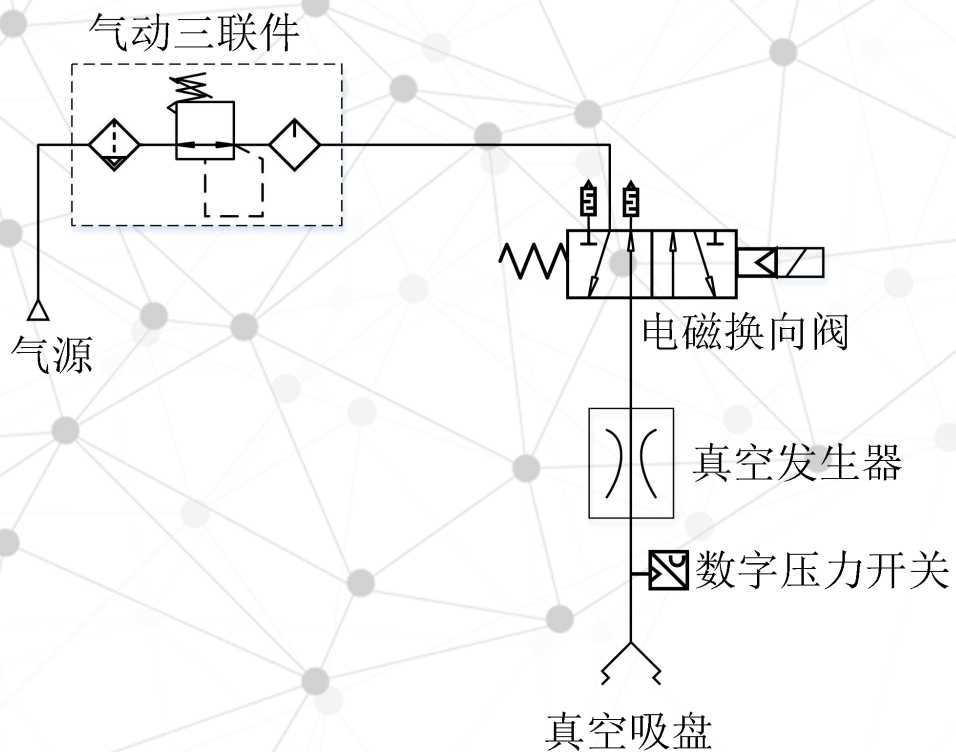 气动三联件
气源
电磁换向阀
真空发生器
数字压力开关
真空吸盘